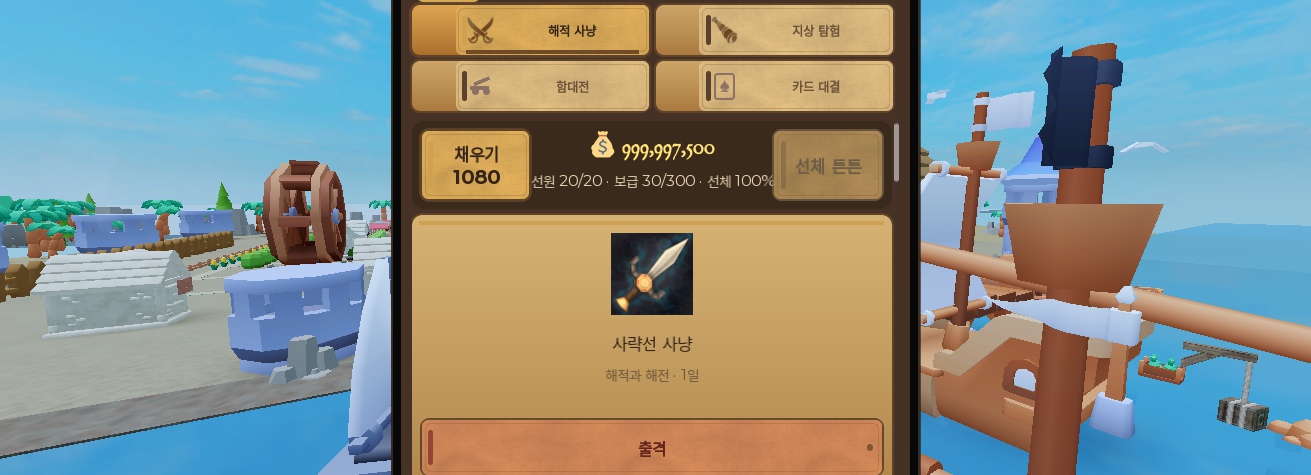 해적 사냥
지상 탐험
함대전
카드 대결
채우기
1080
999,997,500
선원 20/20 · 보급 30/300 · 선체 100%
선체 튼튼
사략선 사냥
해적과 해전 · 1일
출격